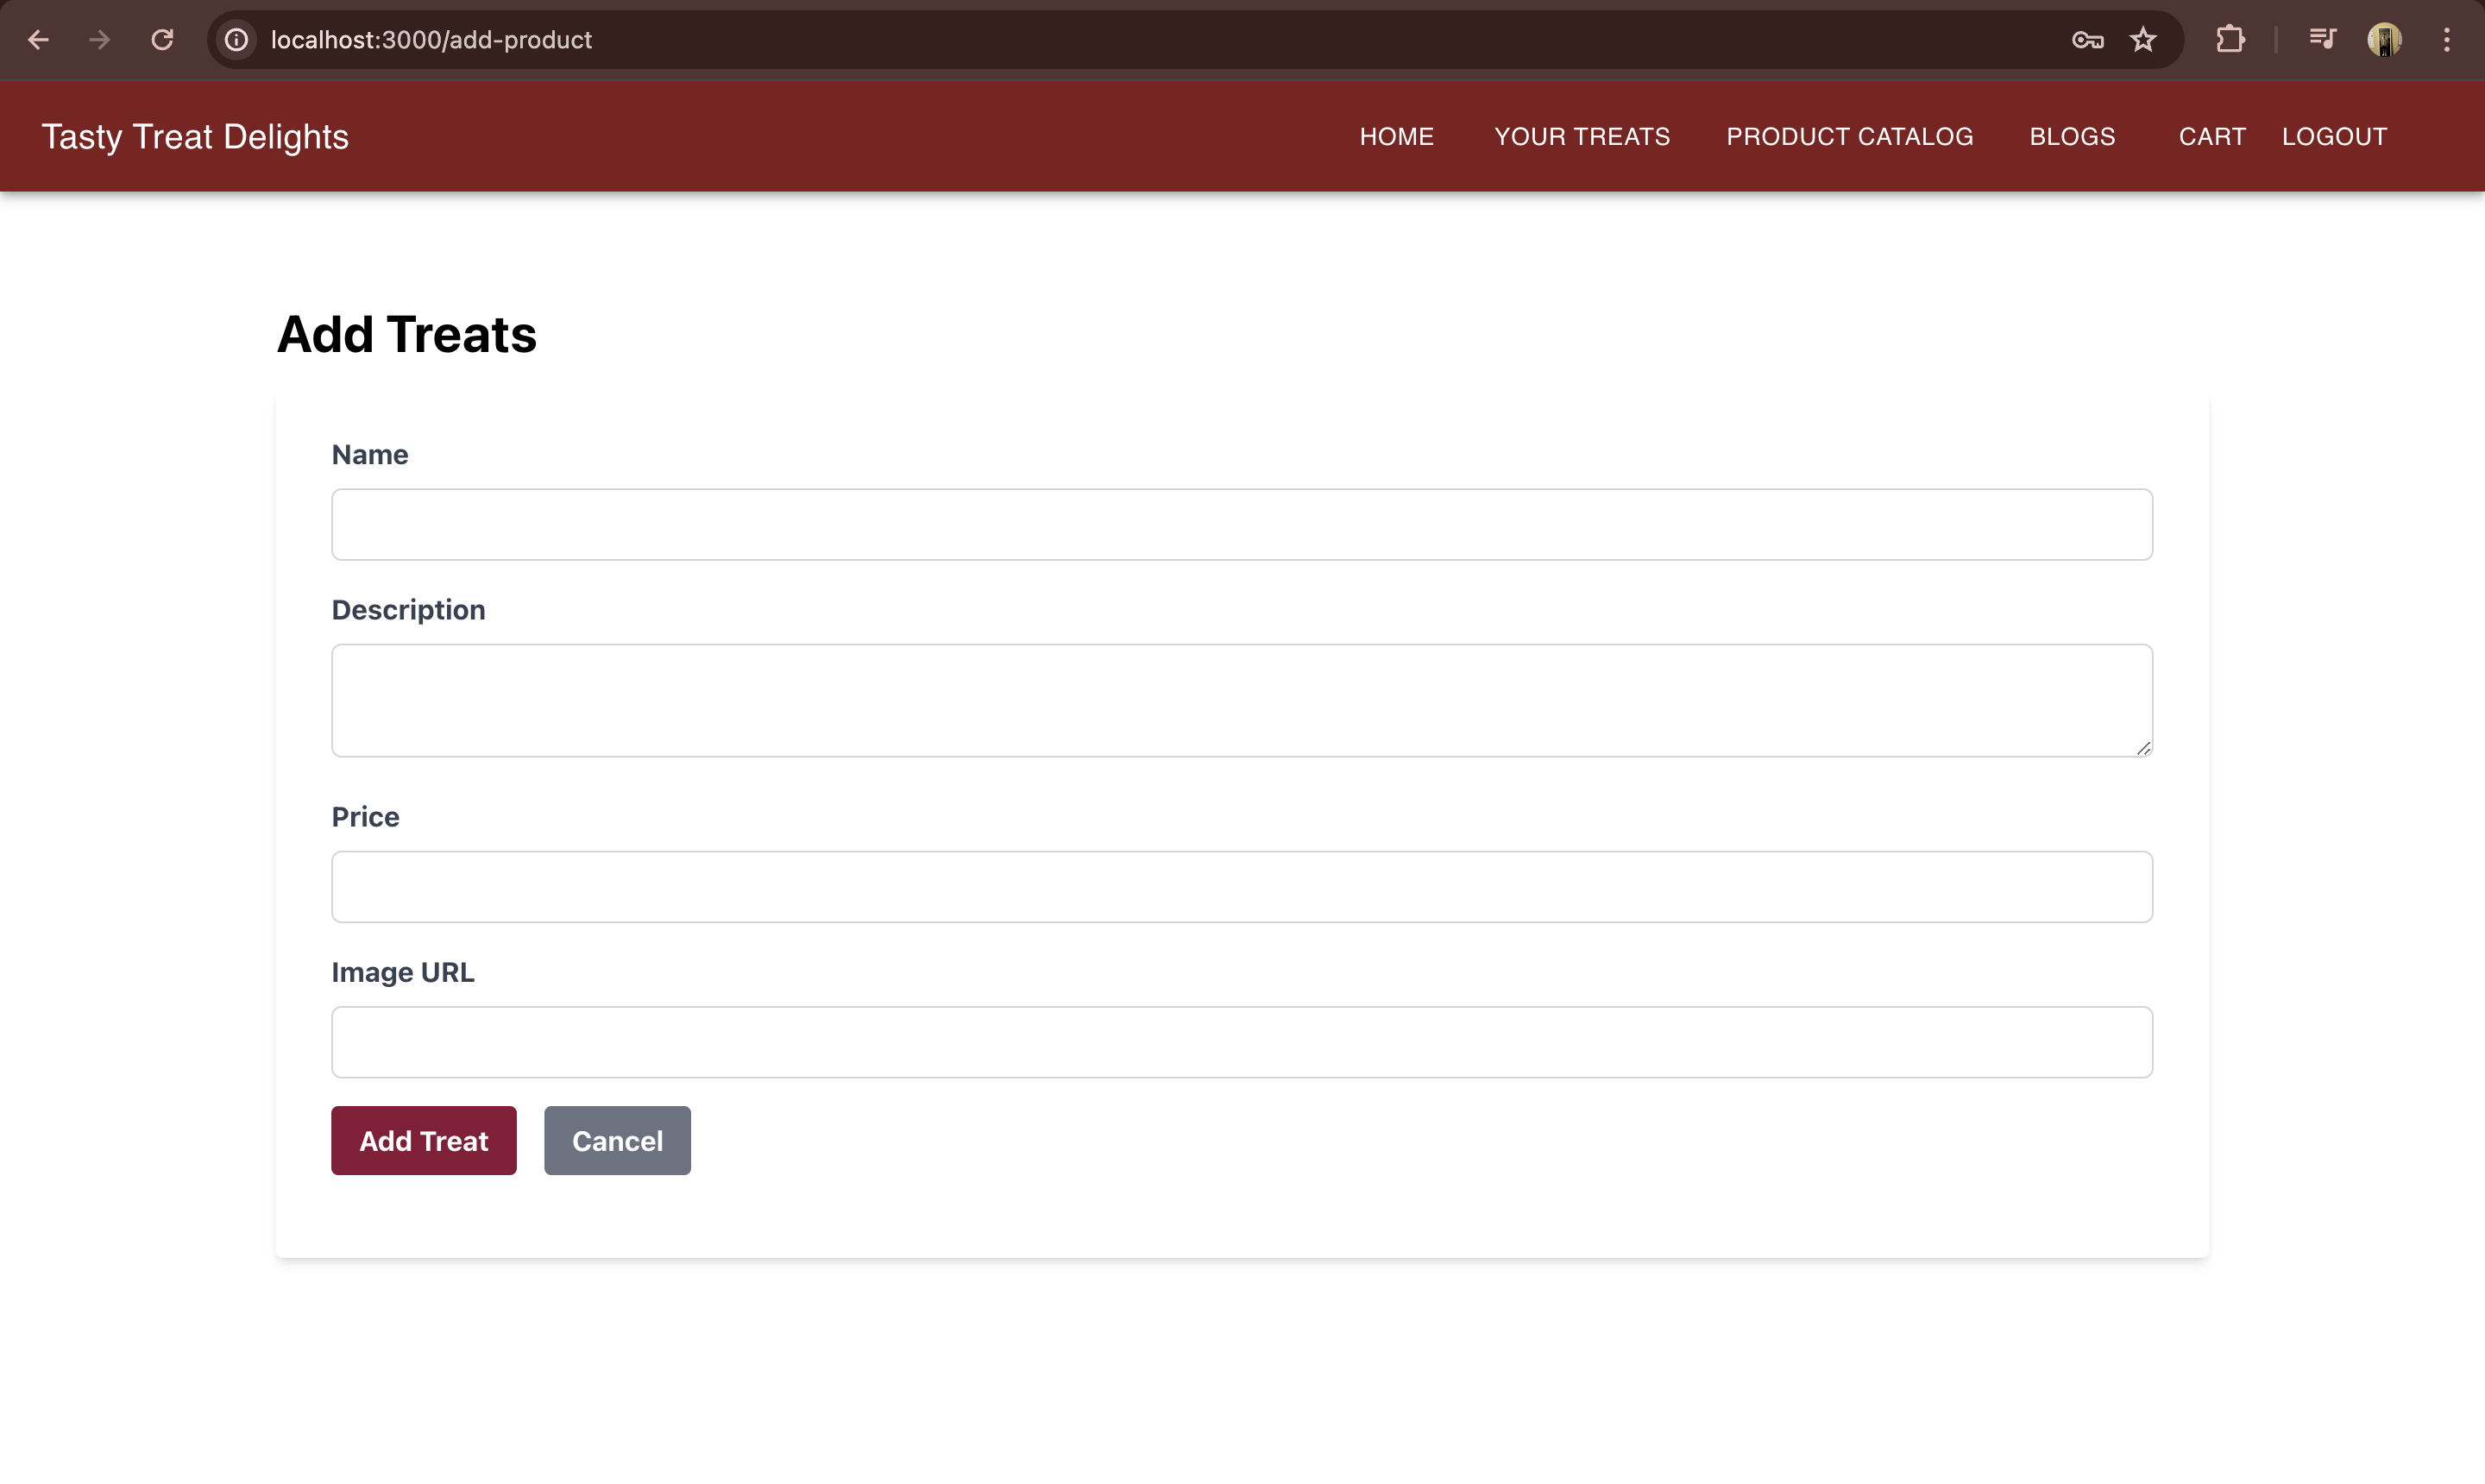 localhost:3000/add-product
Tasty Treat Delights
HOME YOUR TREATS PRODUCT CATALOG BLOGS CART LOGOUT
Add Treats
Name
Description
Price
Image URL
Add Treat Cancel